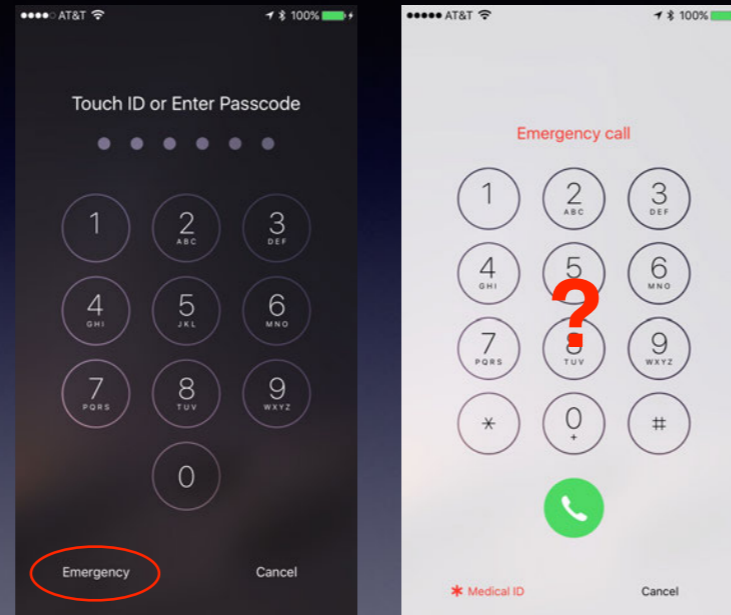 AT&T 100%
Touch ID or Enter Passcode
1 2 3
ABC DEF
4 5 6
GHI JKL MNO
7 8 9
PQRS TUV WXYZ
0
Emergency Cancel
AT&T 100%
Emergency call
1 2 3
ABC DEF
4 5 6
GHI MNO
?
7 8 9
PQRS TUV WXYZ
* 0 #
+
* Medical ID Cancel